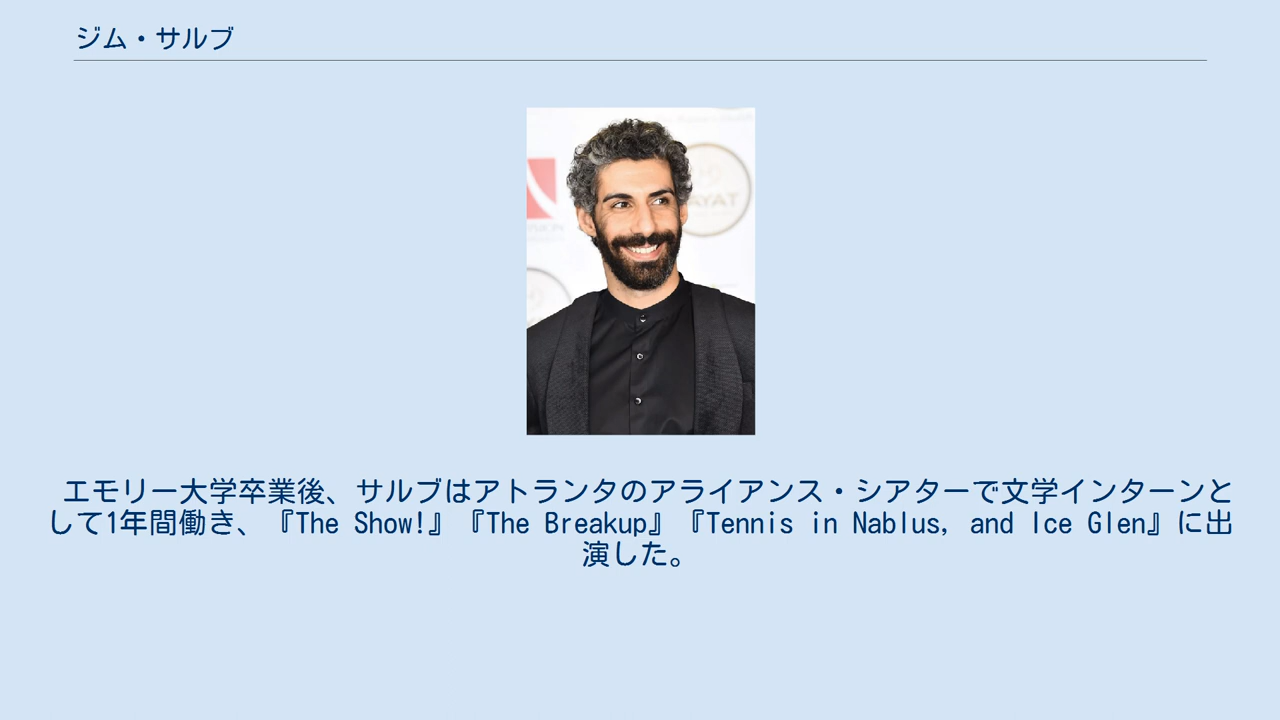 ジム・サルブ
AYAT
エモリー大学卒業後、サルブはアトランタのアライアンス・シアターで文学インターンと
して1年間働き、『The Show!』『The Breakup』『Tennis in Nablus, and Ice Glen』に出
演した。